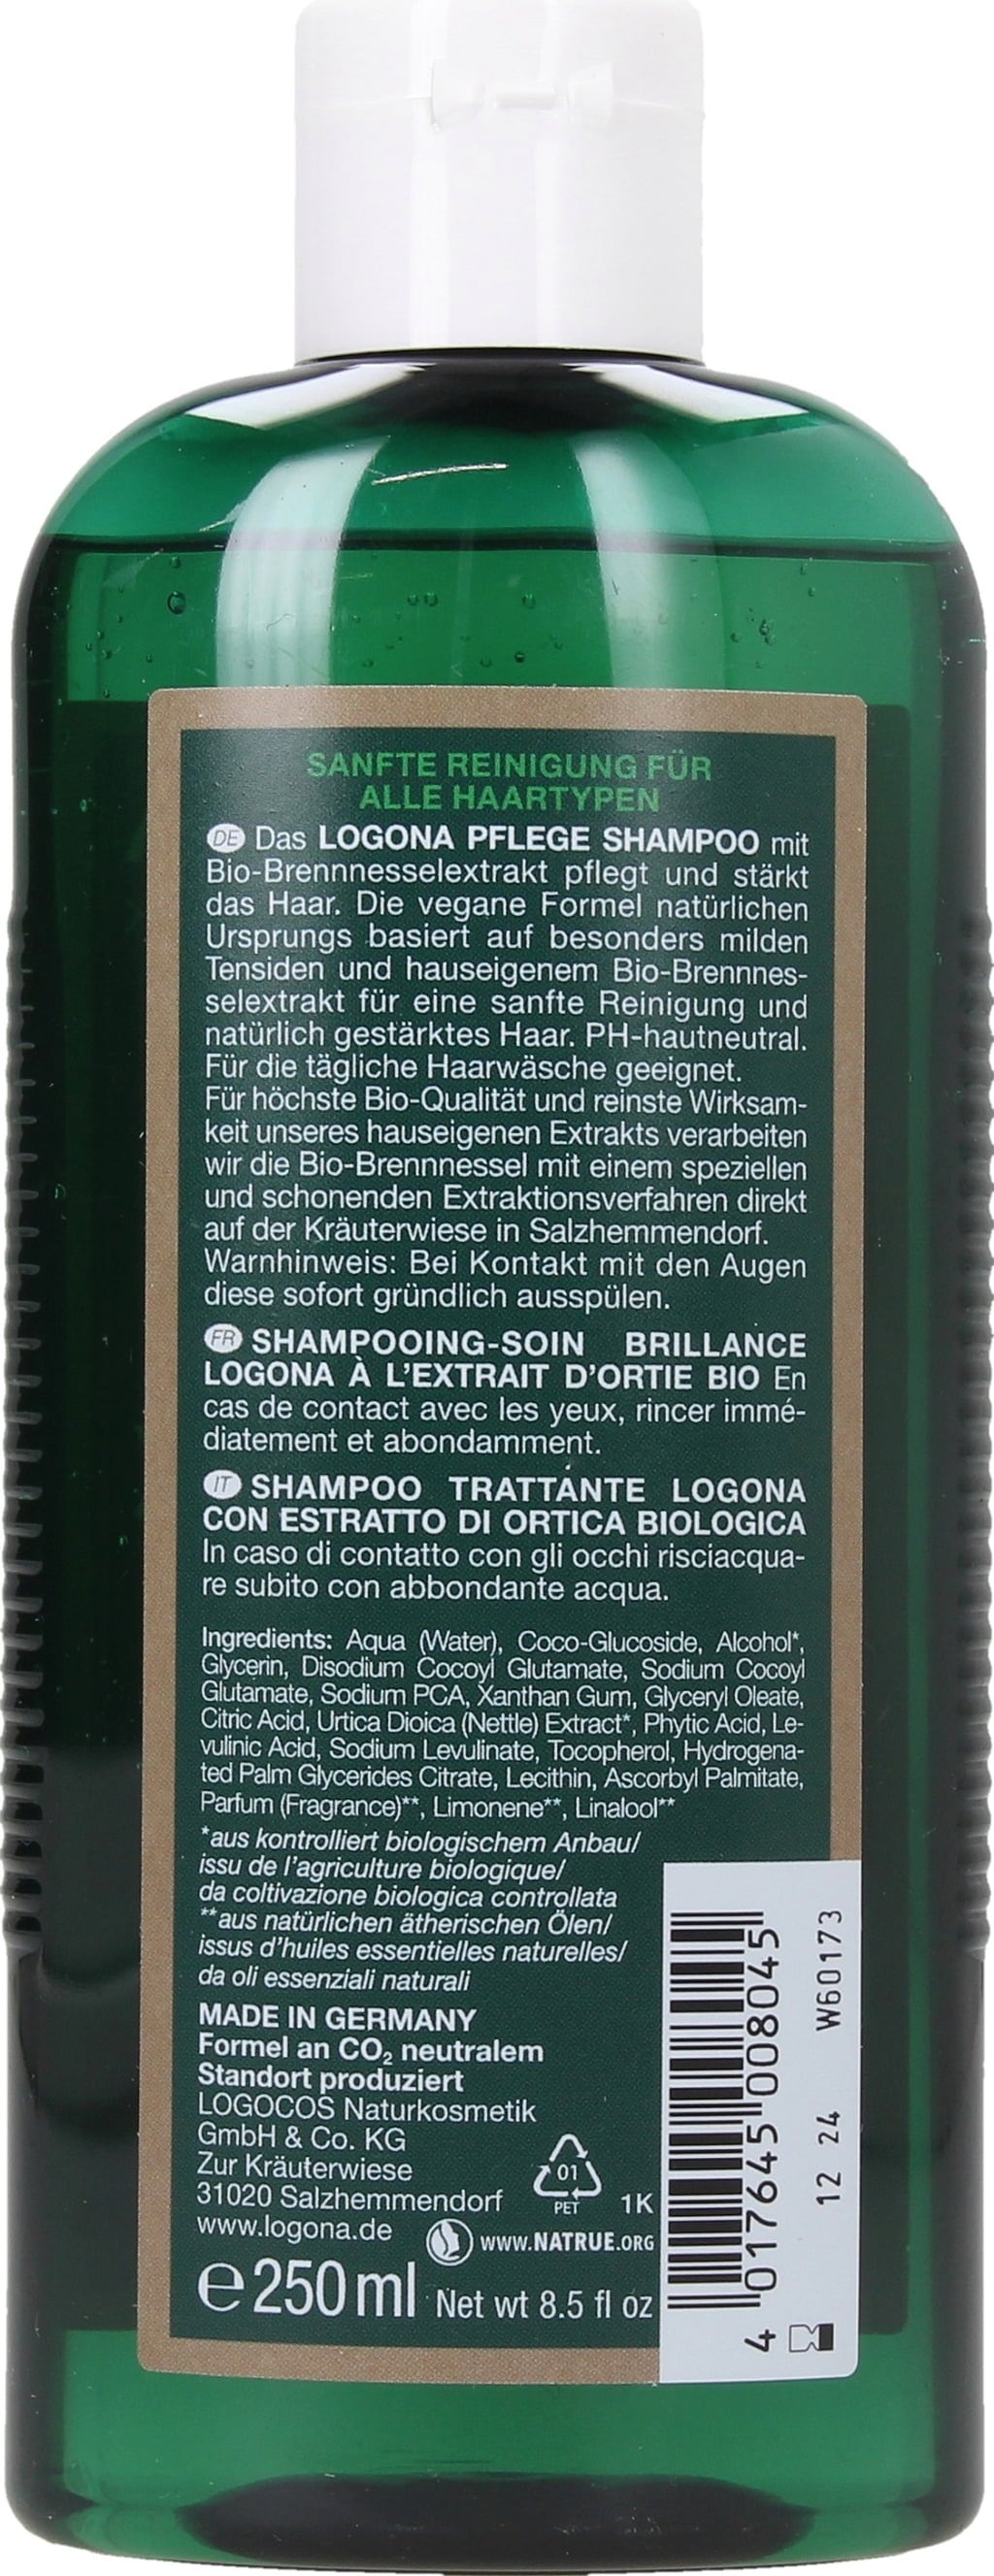 SANFTE REINIGUNG FÜR
ALLE HAARTYPEN
DE Das LOGONA PFLEGE SHAMPOO mit
Bio-Brennnesselextrakt pflegt und stärkt
das Haar. Die vegane Formel natürlichen
Ursprungs basiert auf besonders milden
Tensiden und hauseigenem Bio-Brennnes-
selextrakt für eine sanfte Reinigung und
natürlich gestärktes Haar. PH-hautneutral.
Für die tägliche Haarwäsche geeignet.
Für höchste Bio-Qualität und reinste Wirksam-
keit unseres hauseigenen Extrakts verarbeiten
wir die Bio-Brennnessel mit einem speziellen
und schonenden Extraktionsverfahren direkt
auf der Kräuterwiese in Salzhemmendorf.
Warnhinweis: Bei Kontakt mit den Augen
diese sofort gründlich ausspülen.
FR SHAMPOOING-SOIN BRILLANCE
LOGONA À L'EXTRAIT D'ORTIE BIO En
cas de contact avec les yeux, rincer immé-
diatement et abondamment.
IT SHAMPOO TRATTANTE LOGONA
CON ESTRATTO DI ORTICA BIOLOGICA
In caso di contatto con gli occhi risciacqua-
re subito con abbondante acqua.
Ingredients: Aqua (Water), Coco-Glucoside, Alcohol*,
Glycerin, Disodium Cocoyl Glutamate, Sodium Cocoyl
Glutamate, Sodium PCA, Xanthan Gum, Glyceryl Oleate,
Citric Acid, Urtica Dioica (Nettle) Extract*, Phytic Acid, Le-
vulinic Acid, Sodium Levulinate, Tocopherol, Hydrogena-
ted Palm Glycerides Citrate, Lecithin, Ascorbyl Palmitate,
Parfum (Fragrance)**, Limonene**, Linalool**
*aus kontrolliert biologischem Anbau/
issu de l'agriculture biologique/
da coltivazione biologica controllata
**aus natürlichen ätherischen Ölen/
issus d'huiles essentielles naturelles/
da oli essenziali naturali
MADE IN GERMANY
Formel an CO₂ neutralem
Standort produziert
LOGOCOS Naturkosmetik
GmbH & Co. KG
Zur Kräuterwiese
31020 Salzhemmendorf
www.logona.de
01
PET
1K
www.NATRUE.ORG
e 250 ml Net wt 8.5 fl oz
4 017645 008045
12 24 W60173